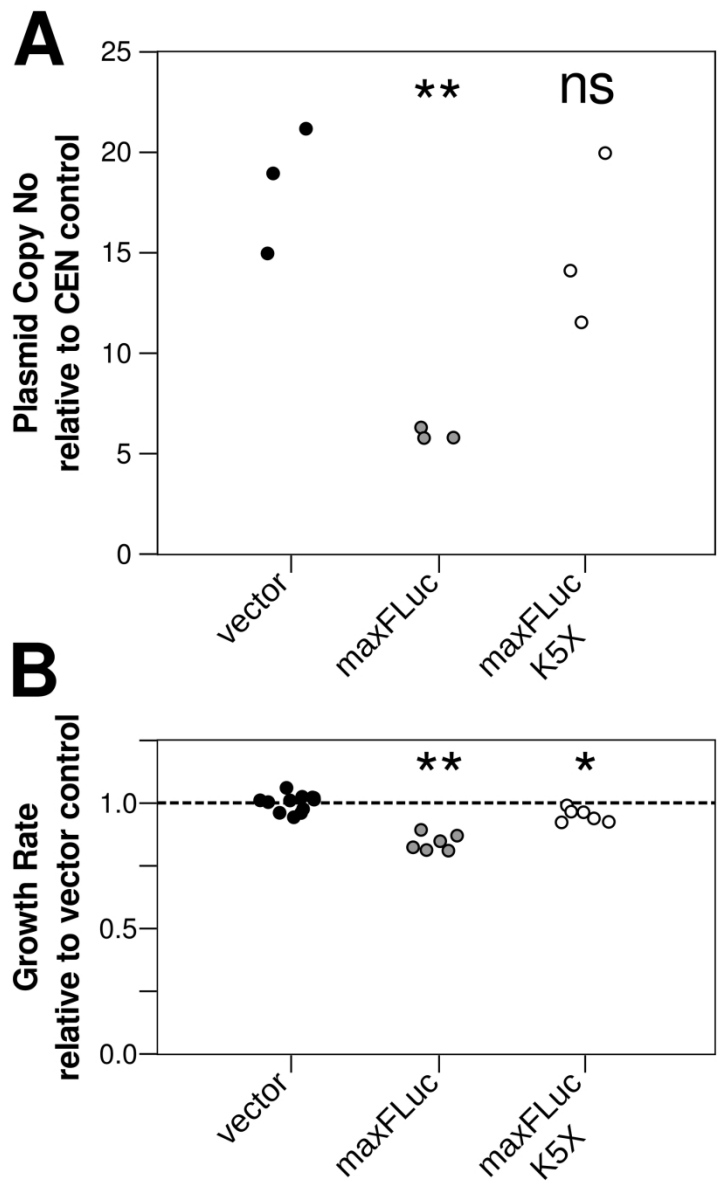 A
Plasmid Copy No
relative to CEN control
25
20
15
10
5
0
** ns
vector
maxFLuc
maxFLuc
K5X
B
Growth Rate
relative to vector control
1.0
0.5
0.0
** *
vector
maxFLuc
maxFLuc
K5X